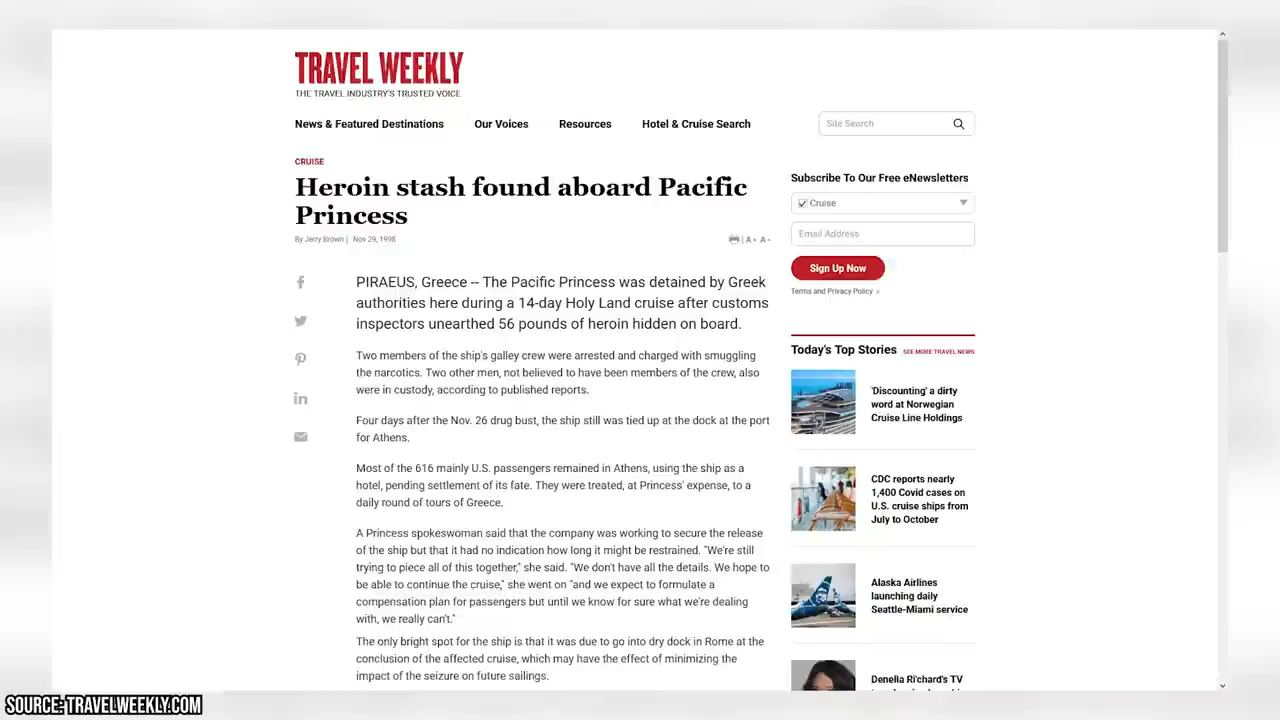 TRAVEL WEEKLY
THE TRAVEL INDUSTRY'S TRUSTED VOICE
News & Featured Destinations
Our Voices
Resources
Hotel & Cruise Search
Site Search
CRUISE
Heroin stash found aboard Pacific
Princess
By Jerry Brown | Nov 29, 1998
A+ A-
PIRAEUS, Greece -- The Pacific Princess was detained by Greek
authorities here during a 14-day Holy Land cruise after customs
inspectors unearthed 56 pounds of heroin hidden on board.
Two members of the ship's galley crew were arrested and charged with smuggling
the narcotics. Two other men, not believed to have been members of the crew, also
were in custody, according to published reports.
Four days after the Nov. 26 drug bust, the ship still was tied up at the dock at the port
for Athens.
Most of the 616 mainly U.S. passengers remained in Athens, using the ship as a
hotel, pending settlement of its fate. They were treated, at Princess' expense, to a
daily round of tours of Greece.
A Princess spokeswoman said that the company was working to secure the release
of the ship but that it had no indication how long it might be restrained. "We're still
trying to piece all of this together," she said. "We don't have all the details. We hope to
be able to continue the cruise," she went on "and we expect to formulate a
compensation plan for passengers but until we know for sure what we're dealing
with, we really can't."
The only bright spot for the ship is that it was due to go into dry dock in Rome at the
conclusion of the affected cruise, which may have the effect of minimizing the
impact of the seizure on future sailings.
Subscribe To Our Free eNewsletters
Cruise
Email Address
Sign Up Now
Terms and Privacy Policy >
Today's Top Stories SEE MORE TRAVEL NEWS
'Discounting' a dirty
word at Norwegian
Cruise Line Holdings
CDC reports nearly
1,400 Covid cases on
U.S. cruise ships from
July to October
Alaska Airlines
launching daily
Seattle-Miami service
Denella Ri'chard's TV
SOURCE: TRAVELWEEKLY.COM